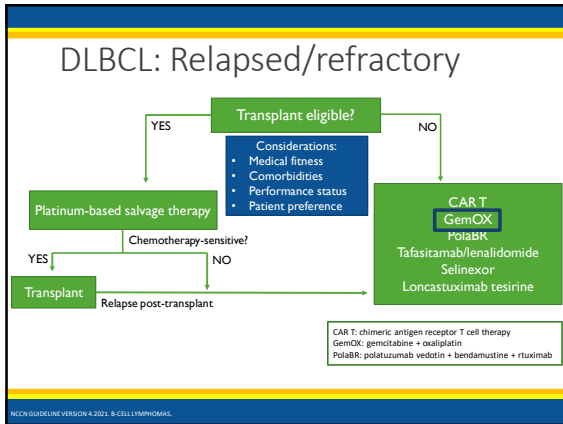 DLBCL: Relapsed/refractory
Transplant eligible?
YES
NO
Considerations:
• Medical fitness
• Comorbidities
• Performance status
• Patient preference
Platinum-based salvage therapy
CAR T
GemOX
PolaBR
Tafasitamab/lenalidomide
Selinexor
Loncastuximab tesirine
Chemotherapy-sensitive?
YES
NO
Transplant
Relapse post-transplant
CAR T: chimeric antigen receptor T cell therapy
GemOX: gemcitabine + oxaliplatin
PolaBR: polatuzumab vedotin + bendamustine + rtuximab
NCCN GUIDELINE VERSION 4.2021. B-CELL LYMPHOMAS.